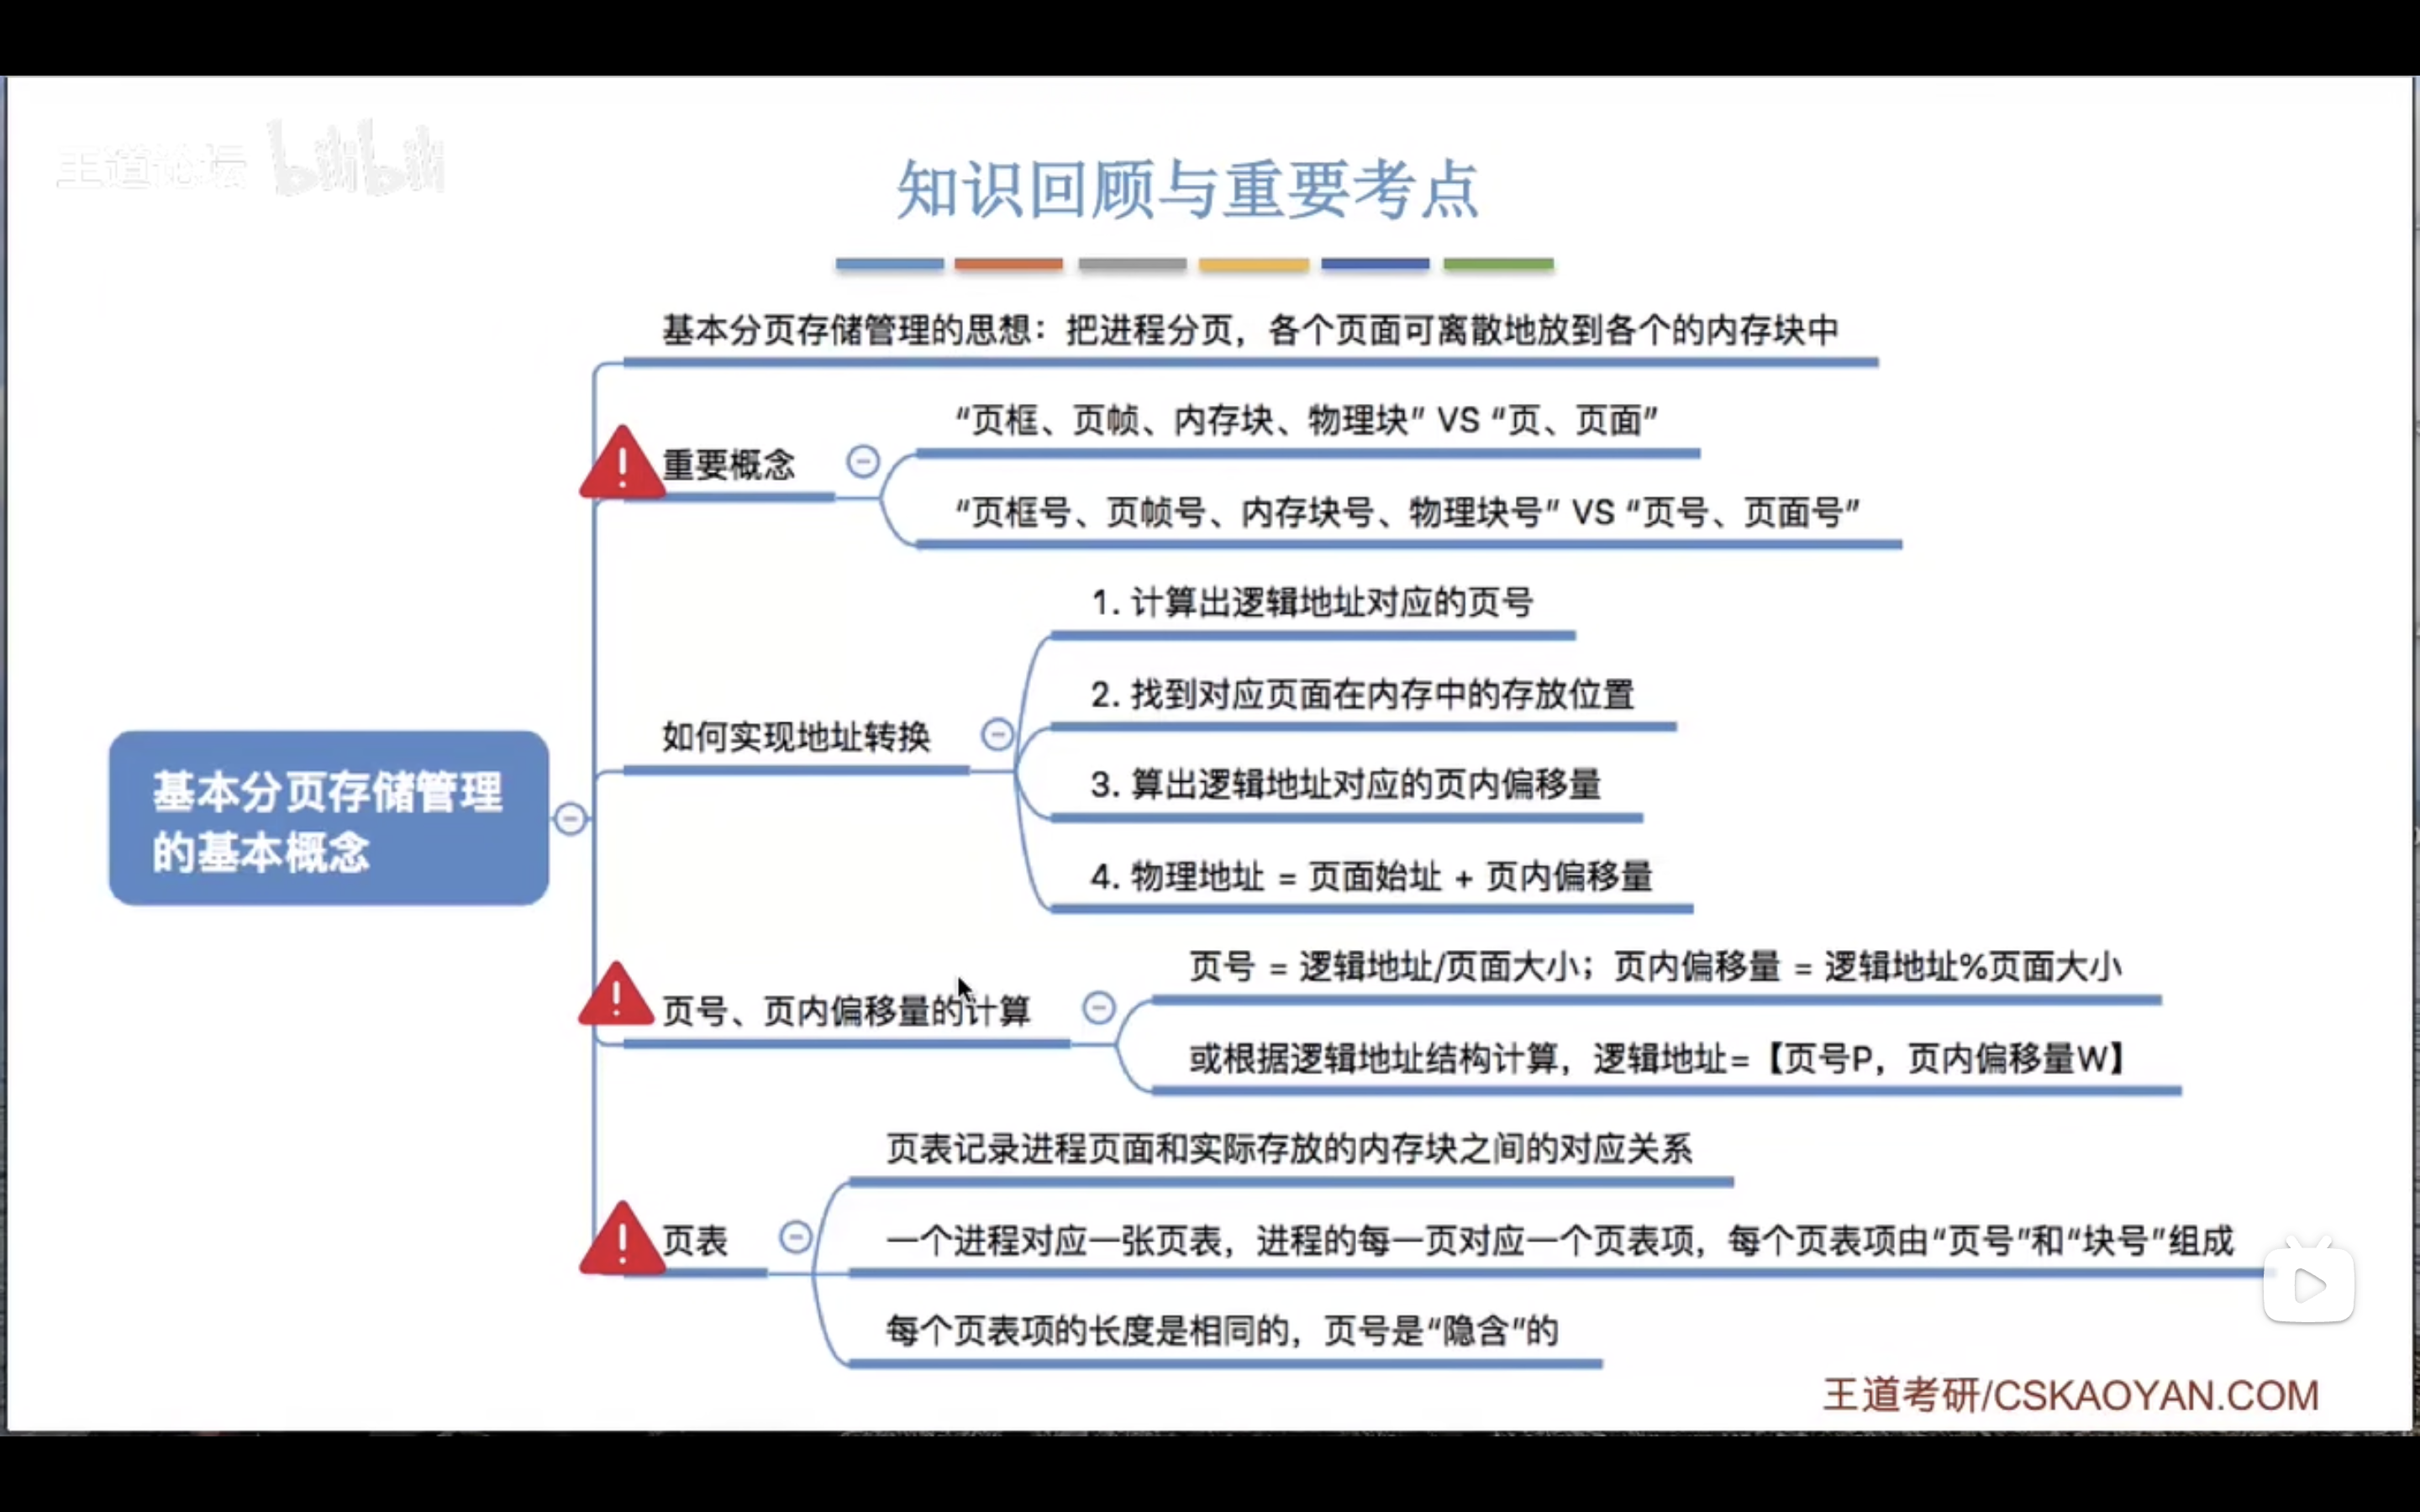 王道论坛 bilibili
知识回顾与重要考点
基本分页存储管理的思想：把进程分页，各个页面可离散地放到各个的内存块中
“页框、页帧、内存块、物理块” VS “页、页面”
重要概念
“页框号、页帧号、内存块号、物理块号” VS “页号、页面号”
1. 计算出逻辑地址对应的页号
2. 找到对应页面在内存中的存放位置
如何实现地址转换
3. 算出逻辑地址对应的页内偏移量
4. 物理地址 = 页面始址 + 页内偏移量
基本分页存储管理
的基本概念
页号 = 逻辑地址/页面大小；页内偏移量 = 逻辑地址%页面大小
页号、页内偏移量的计算
或根据逻辑地址结构计算，逻辑地址=【页号P，页内偏移量W】
页表记录进程页面和实际存放的内存块之间的对应关系
页表
一个进程对应一张页表，进程的每一页对应一个页表项，每个页表项由“页号”和“块号”组成
每个页表项的长度是相同的，页号是“隐含”的
王道考研/CSKAOYAN.COM